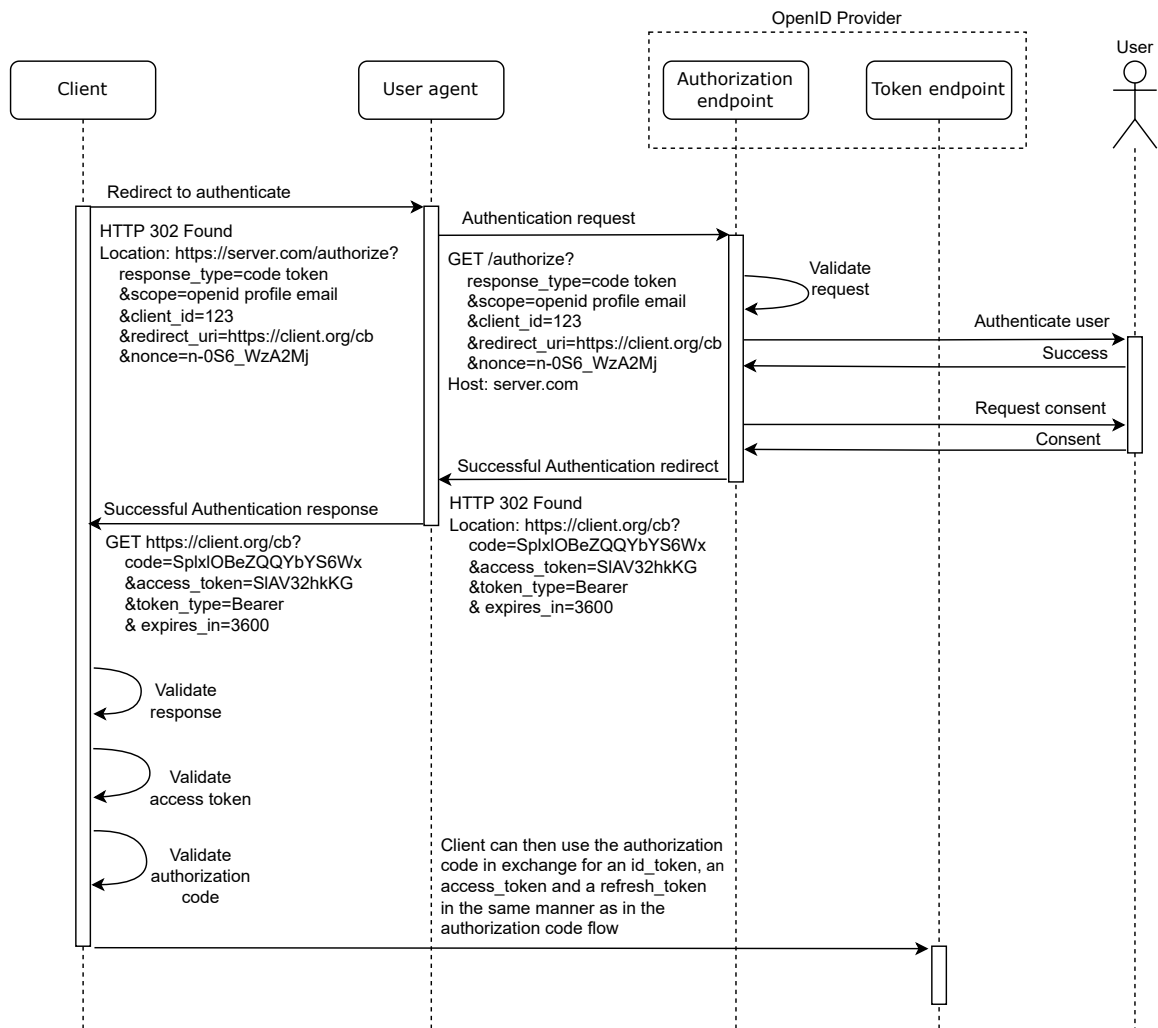 OpenID Provider
User
Client
User agent
Authorization
endpoint
Token endpoint
Redirect to authenticate
HTTP 302 Found
Location: https://server.com/authorize?
response_type=code token
&scope=openid profile email
&client_id=123
&redirect_uri=https://client.org/cb
&nonce=n-0S6_WzA2Mj
Authentication request
GET /authorize?
response_type=code token
&scope=openid profile email
&client_id=123
&redirect_uri=https://client.org/cb
&nonce=n-0S6_WzA2Mj
Host: server.com
Validate
request
Authenticate user
Success
Request consent
Consent
Successful Authentication redirect
HTTP 302 Found
Location: https://client.org/cb?
code=SplxlOBeZQQYbYS6Wx
&access_token=SlAV32hkKG
&token_type=Bearer
& expires_in=3600
Successful Authentication response
GET https://client.org/cb?
code=SplxlOBeZQQYbYS6Wx
&access_token=SlAV32hkKG
&token_type=Bearer
& expires_in=3600
Validate
response
Validate
access token
Validate
authorization
code
Client can then use the authorization
code in exchange for an id_token, an
access_token and a refresh_token
in the same manner as in the
authorization code flow